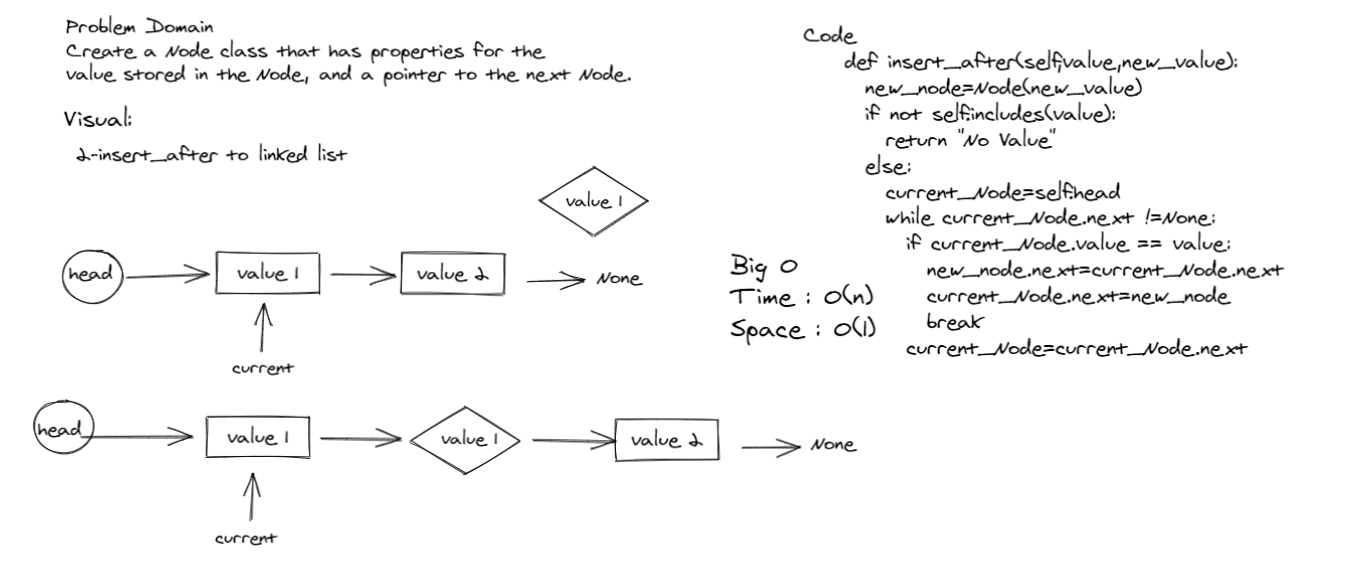 Problem Domain
Create a Node class that has properties for the
value stored in the Node, and a pointer to the next Node.
Visual:
2-insert_after to linked list
value 1
head
value 1
value 2
None
current
head
value 1
value 1
value 2
None
current
Big O
Time : O(n)
Space : O(1)
Code
def insert_after(self,value,new_value):
new_node=Node(new_value)
if not self.includes(value):
return "No Value"
else:
current_Node=self.head
while current_Node.next !=None:
if current_Node.value == value:
new_node.next=current_Node.next
current_Node.next=new_node
break
current_Node=current_Node.next